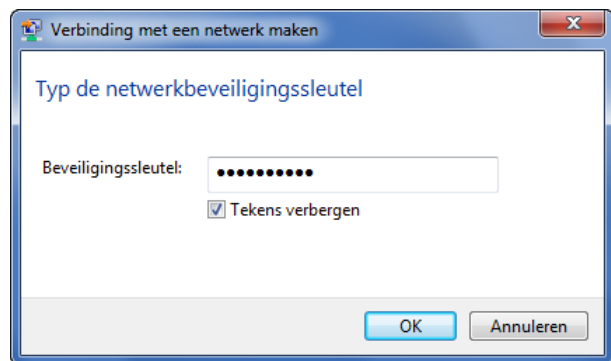 Verbinding met een netwerk maken
Typ de netwerkbeveiligingssleutel
Beveiligingssleutel: ●●●●●●●●●●
Tekens verbergen
OK Annuleren